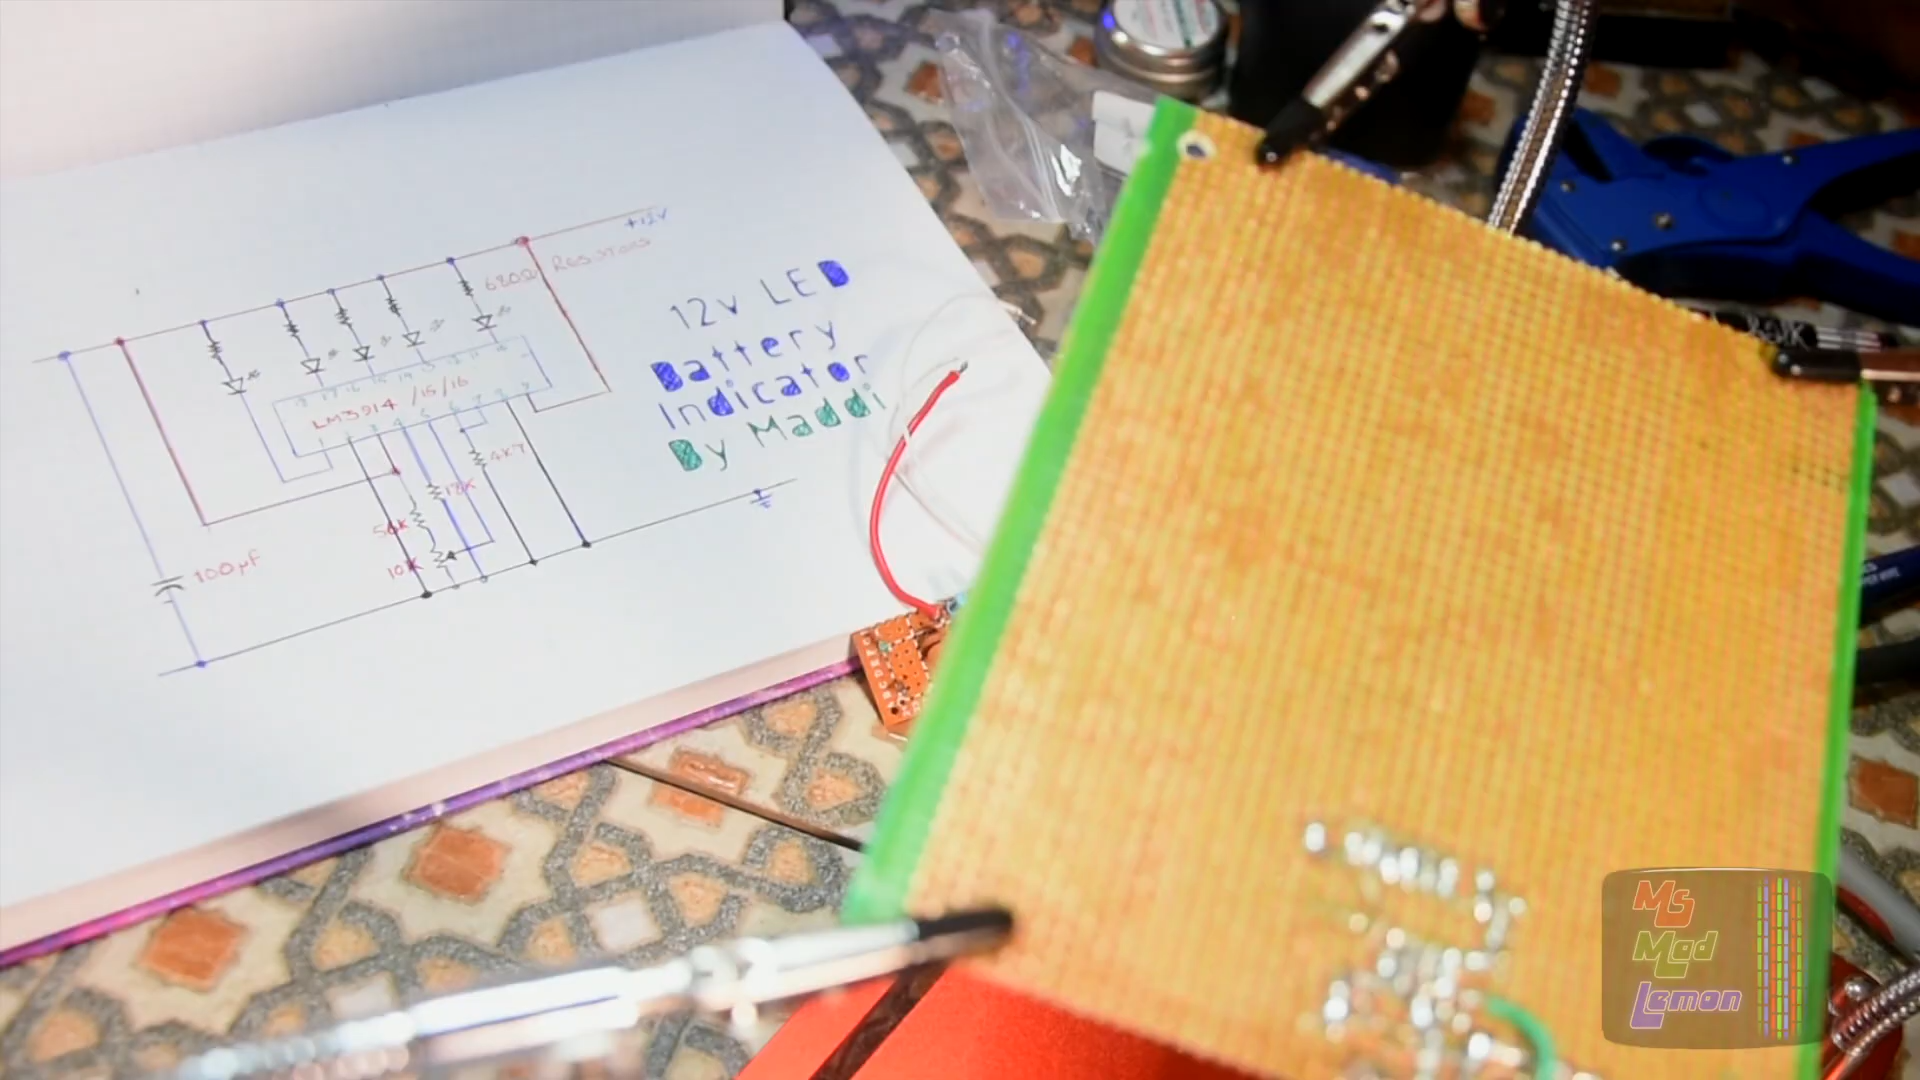 +12V
680Ω Resistors
12v LED
Battery
Indicator
By Maddi
LM3914 /15/16
4K7
18K
56K
10K
100µF
Ms
Mad
Lemon